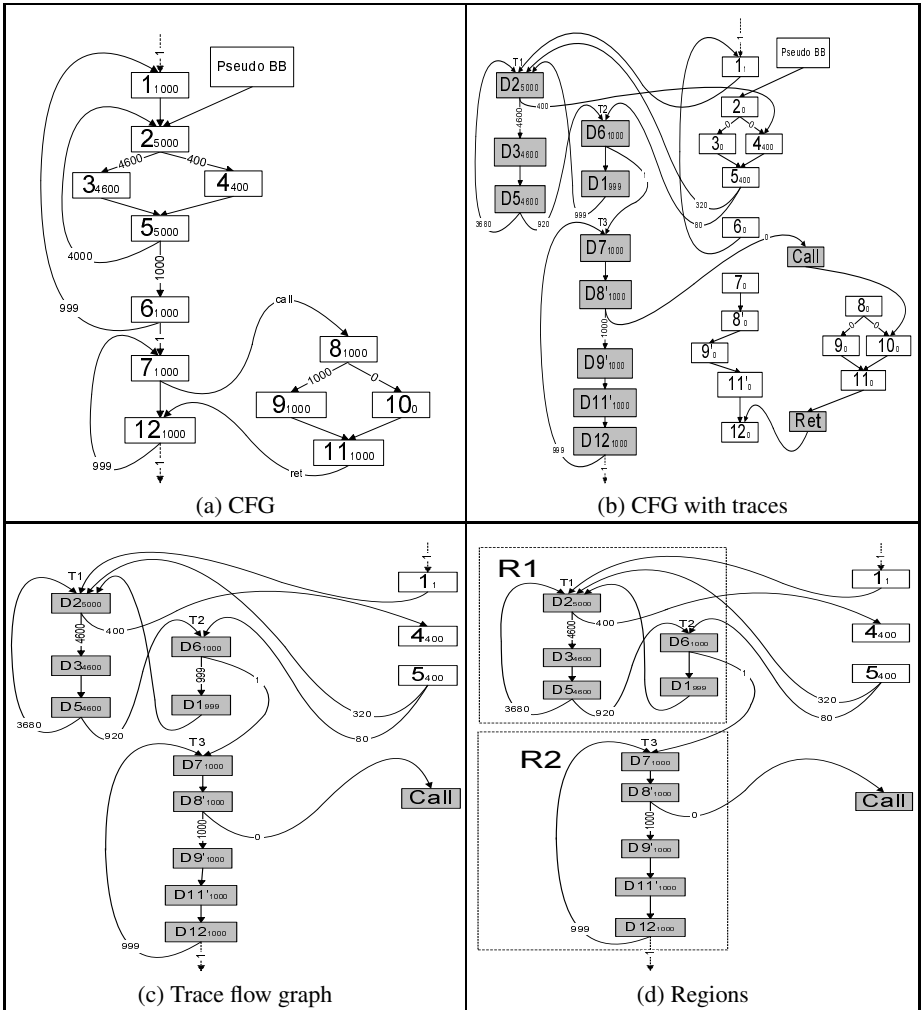 1
Pseudo BB
1 1000
2 5000
4600
400
3 4600
4 400
5 5000
4000
1000
6 1000
999
1
call
7 1000
8 1000
1000
0
9 1000
10 0
12 1000
11 1000
999
ret
1
(a) CFG
1
Pseudo BB
T1
1 1
D2 5000
400
T2
2 0
4600
D6 1000
0
0
3 0
4 400
D3 4600
5 400
D1 999
1
D5 4600
320
3680
920
999
80
T3
6 0
D7 1000
0
Call
7 0
D8' 1000
8 0
8' 0
1000
0
0
9' 0
9 0
10 0
D9' 1000
11' 0
11 0
D11' 1000
Ret
12 0
D12 1000
999
1
(b) CFG with traces
1
T1
1 1
D2 5000
400
T2
4 400
4600
D6 1000
D3 4600
5 400
999
1
D5 4600
D1 999
3680
920
320
80
T3
D7 1000
D8' 1000
Call
1000
0
D9' 1000
D11' 1000
D12 1000
999
1
(c) Trace flow graph
1
R1
T1
1 1
D2 5000
400
T2
4 400
4600
D6 1000
D3 4600
5 400
1
D5 4600
D1 999
3680
920
320
80
R2
T3
D7 1000
D8' 1000
Call
1000
0
D9' 1000
D11' 1000
D12 1000
999
1
(d) Regions